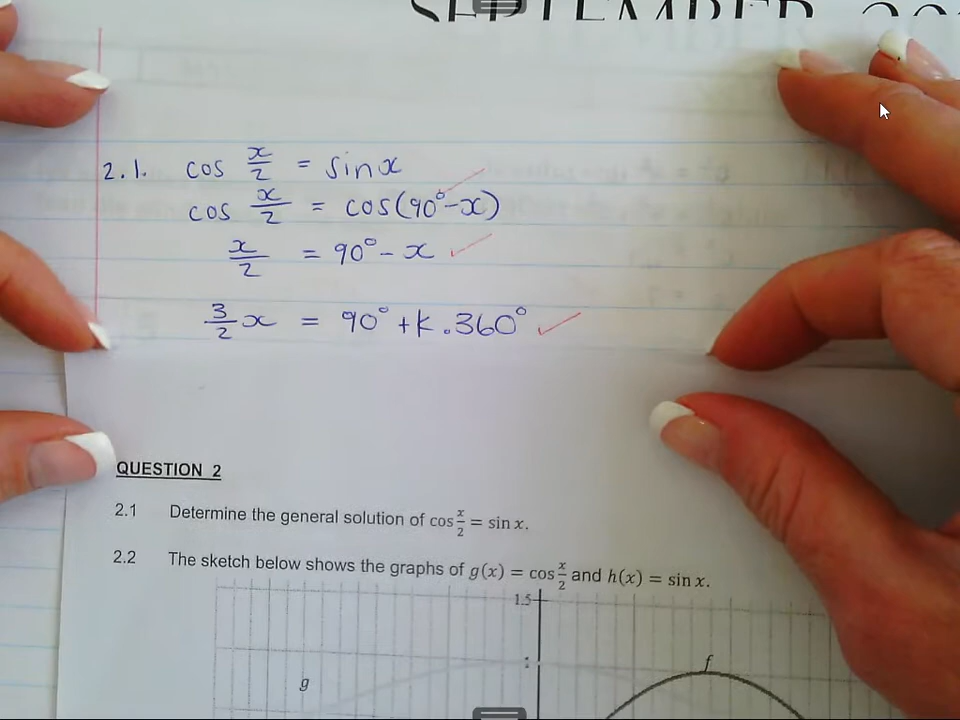 2.1. cos x/2 = sin x
cos x/2 = cos(90° - x)
x/2 = 90° - x
3/2 x = 90° + k.360°
QUESTION 2
2.1 Determine the general solution of cos x/2 = sin x.
2.2 The sketch below shows the graphs of g(x) = cos x/2 and h(x) = sin x.
1.5
1
f
g